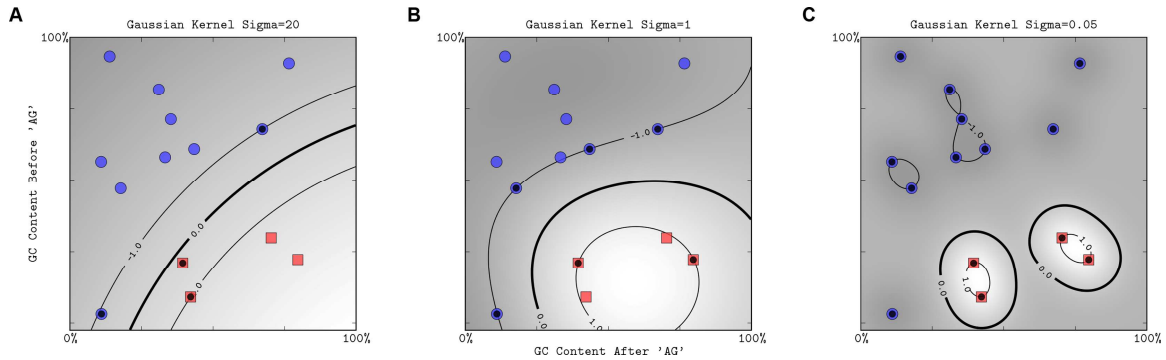 A
B
C
Gaussian Kernel Sigma=20
Gaussian Kernel Sigma=1
Gaussian Kernel Sigma=0.05
100%
100%
100%
GC Content Before 'AG'
-1.0
0.0
.0
-1.0
0.0
1.0
-1.0
1.0
0.0
1.0
0.0
0%
100%
0%
100%
0%
100%
GC Content After 'AG'